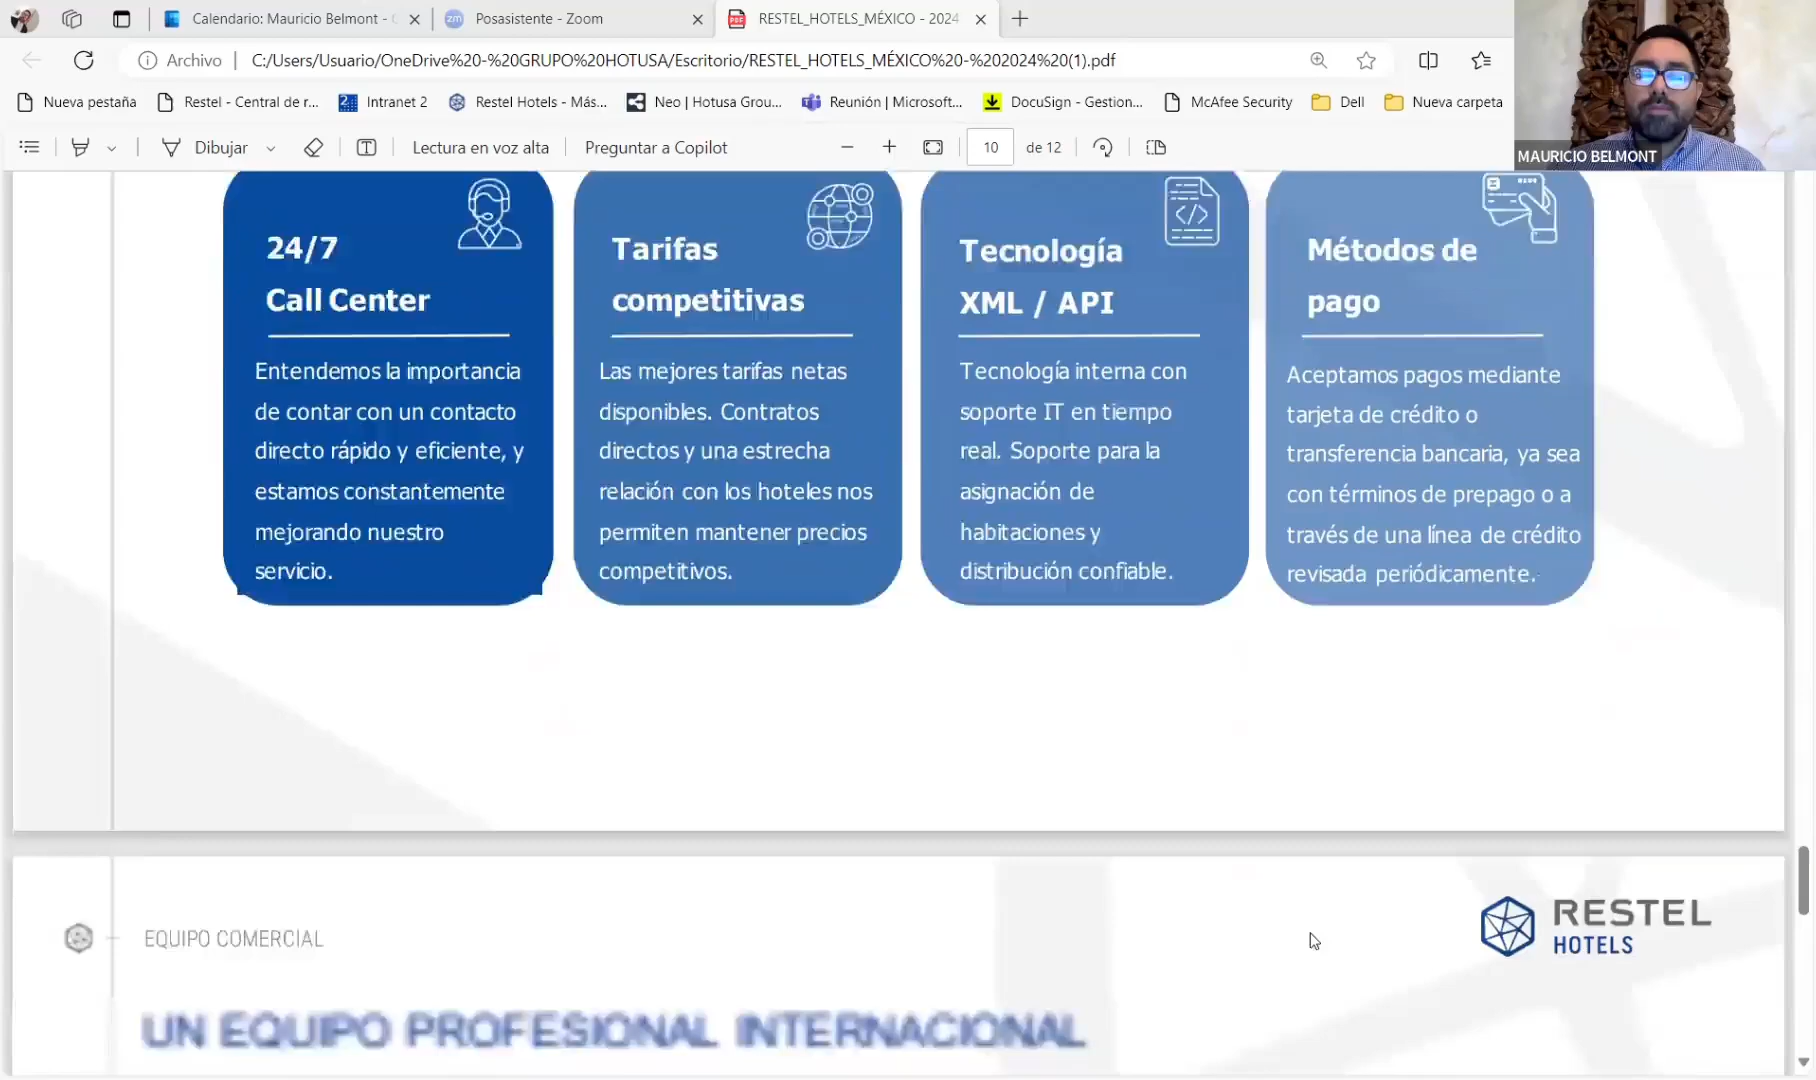 Calendario: Mauricio Belmont -
Posasistente - Zoom
RESTEL_HOTELS_MÉXICO - 2024
Archivo
C:/Users/Usuario/OneDrive%20-%20GRUPO%20HOTUSA/Escritorio/RESTEL_HOTELS_MÉXICO%20-%202024%20(1).pdf
Nueva pestaña
Restel - Central de r...
Intranet 2
Restel Hotels - Más...
Neo | Hotusa Grou...
Reunión | Microsoft...
DocuSign - Gestion...
McAfee Security
Dell
Nueva carpeta
Dibujar
Lectura en voz alta
Preguntar a Copilot
10
de 12
MAURICIO BELMONT
24/7
Call Center
Entendemos la importancia
de contar con un contacto
directo rápido y eficiente, y
estamos constantemente
mejorando nuestro
servicio.
Tarifas
competitivas
Las mejores tarifas netas
disponibles. Contratos
directos y una estrecha
relación con los hoteles nos
permiten mantener precios
competitivos.
Tecnología
XML / API
Tecnología interna con
soporte IT en tiempo
real. Soporte para la
asignación de
habitaciones y
distribución confiable.
Métodos de
pago
Aceptamos pagos mediante
tarjeta de crédito o
transferencia bancaria, ya sea
con términos de prepago o a
través de una línea de crédito
revisada periódicamente.
EQUIPO COMERCIAL
RESTEL
HOTELS
UN EQUIPO PROFESIONAL INTERNACIONAL